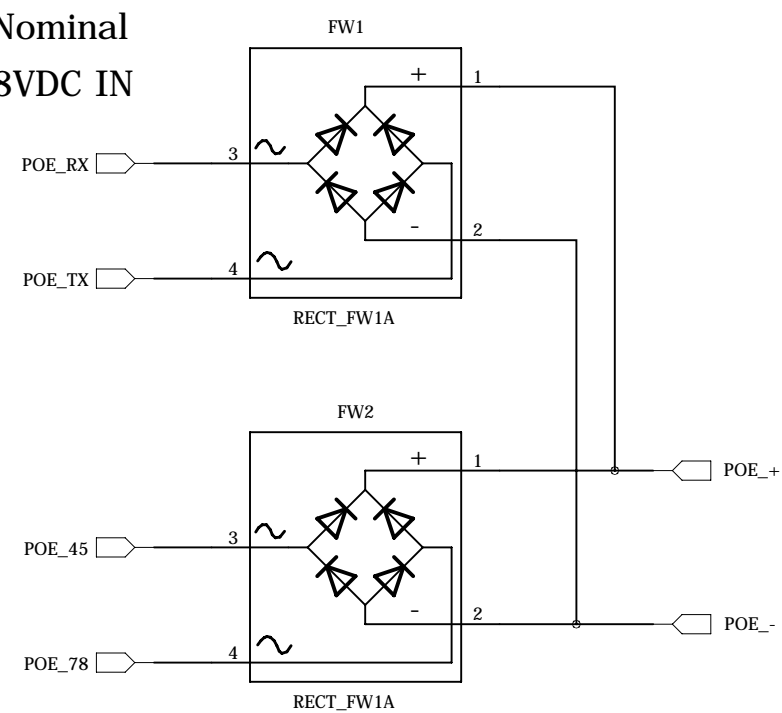 Nominal
8VDC IN
FW1
+
1
3
POE_RX
-
2
4
POE_TX
RECT_FW1A
FW2
+
1
POE_+
3
POE_45
-
2
POE_-
4
POE_78
RECT_FW1A